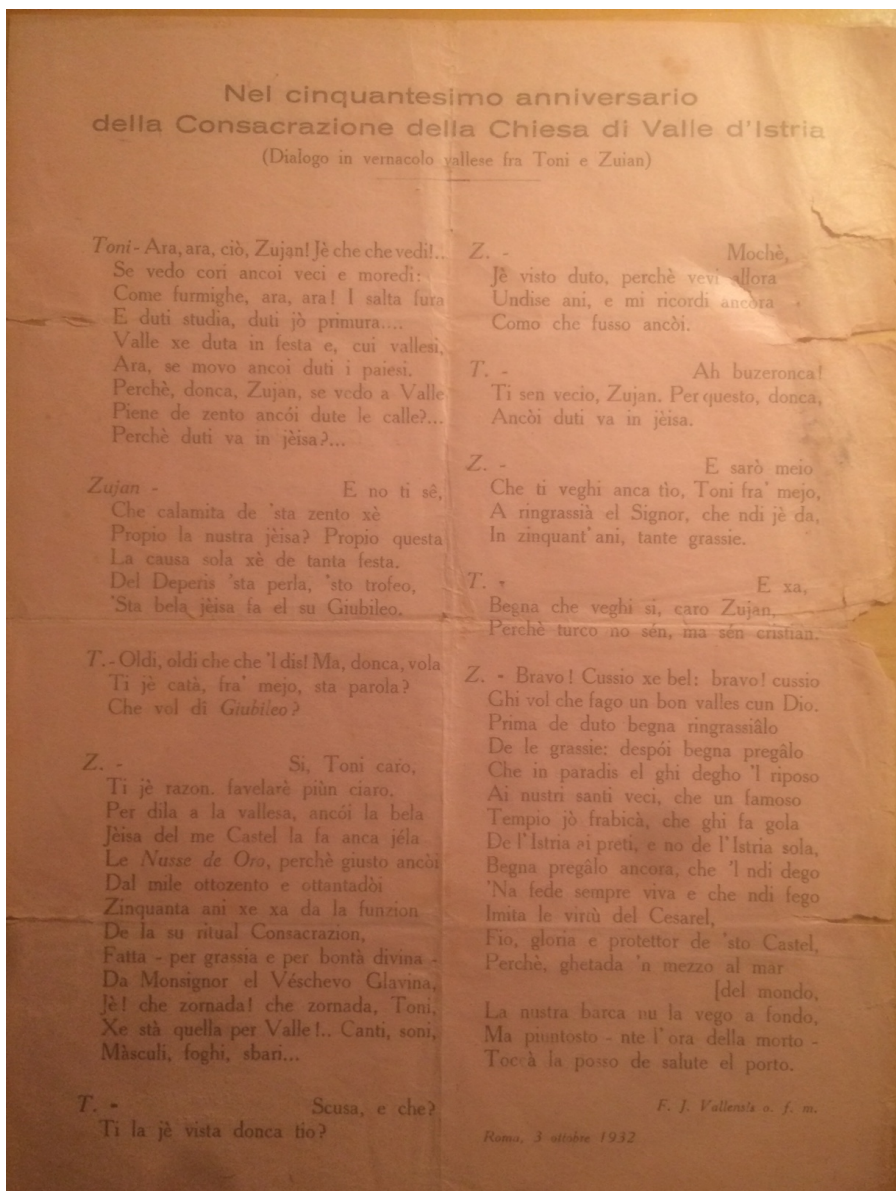 Nel cinquantesimo anniversario
della Consacrazione della Chiesa di Valle d'Istria
(Dialogo in vernacolo vallese fra Toni e Zuian)
Toni - Ara, ara, ciò, Zujan! Jè che che vedi!..
Se vedo cori ancoi veci e moredi:
Come furmighe, ara, ara! I salta fura
E duti studia, duti jò primura....
Valle xe duta in festa e, cui vallesi,
Ara, se movo ancoi duti i paiesi.
Perchè, donca, Zujan, se vedo a Valle
Piene de zento ancói dute le calle?...
Perchè duti va in jèisa?...
Zujan - E no ti sê,
Che calamita de 'sta zento xè
Propio la nustra jèisa? Propio questa
La causa sola xè de tanta festa.
Del Deperis 'sta perla, 'sto trofeo,
'Sta bela jèisa fa el su Giubileo.
T. - Oldi, oldi che che 'l dis! Ma, donca, vola
Ti jè catà, fra' mejo, sta parola?
Che vol di Giubileo?
Z. - Si, Toni caro,
Ti jè razon. favelarè piùn ciaro.
Per dila a la vallesa, ancói la bela
Jèisa del me Castel la fa anca jéla
Le Nusse de Oro, perchè giusto ancòi
Dal mile ottozento e ottantadòi
Zinquanta ani xe xa da la funzion
De la su ritual Consacrazion,
Fatta - per grassia e per bontà divina -
Da Monsignor el Véschevo Glavina,
Jè! che zornada! che zornada, Toni,
Xe stà quella per Valle!.. Canti, soni,
Màsculi, foghi, sbari...
T. - Scusa, e che?
Ti la jè vista donca tio?
Z. - Mochè,
Jè visto duto, perchè vevi allora
Undise ani, e mi ricordi ancora
Como che fusso ancòi.
T. - Ah buzeronca!
Ti sen vecio, Zujan. Per questo, donca,
Ancòi duti va in jèisa.
Z. - E sarò meio
Che ti veghi anca tìo, Toni fra' mejo,
A ringrassià el Signor, che ndi jè da,
In zinquant' ani, tante grassie.
T. - E xa,
Begna che veghi si, caro Zujan,
Perchè turco no sén, ma sén cristian.
Z. - Bravo! Cussio xe bel: bravo! cussio
Ghi vol che fago un bon valles cun Dio.
Prima de duto begna ringrassiâlo
De le grassie: despói begna pregâlo
Che in paradis el ghi degho 'l riposo
Ai nustri santi veci, che un famoso
Tempio jò frabicà, che ghi fa gola
De l'Istria ai preti, e no de l'Istria sola,
Begna pregâlo ancora, che 'l ndi dego
'Na fede sempre viva e che ndi fego
Imita le virtù del Cesarel,
Fio, gloria e protettor de 'sto Castel,
Perchè, ghetada 'n mezzo al mar
[del mondo,
La nustra barca nu la vego a fondo,
Ma piuntosto - nte l'ora della morto -
Toccà la posso de salute el porto.
F. J. Vallensis o. f. m.
Roma, 3 ottobre 1932